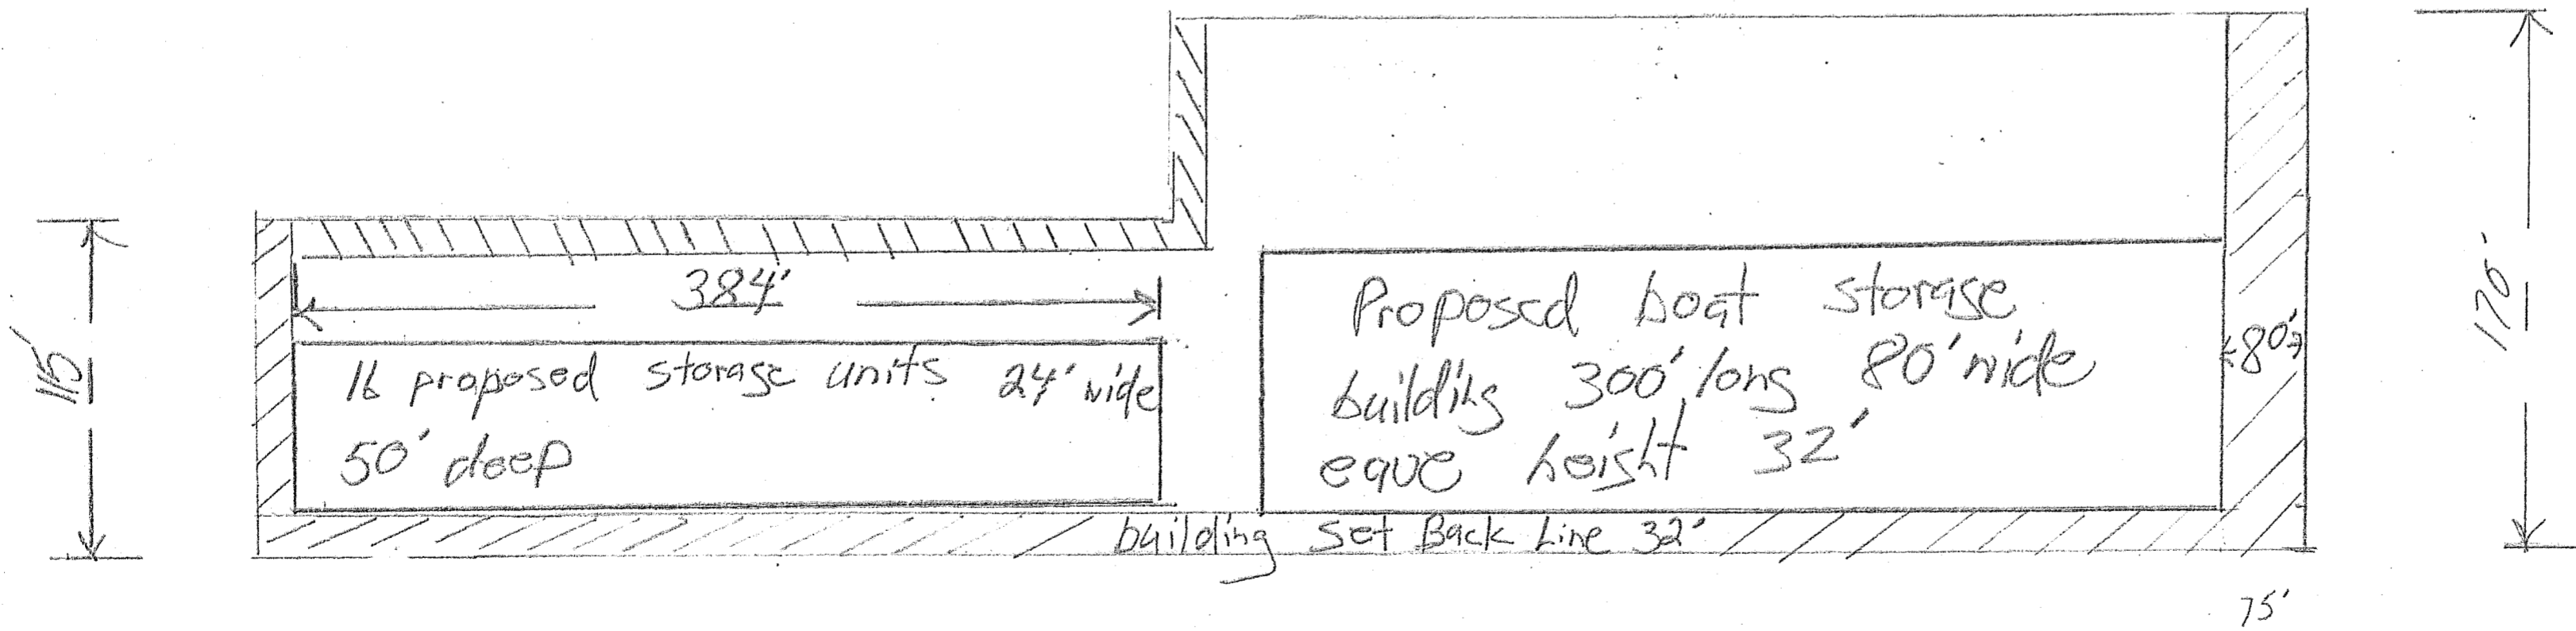 115'
384'
16 proposed storage units 24' wide
50' deep
Proposed boat storage
building 300' long 80' wide
eave height 32'
80'
170'
building Set Back Line 32'
75'